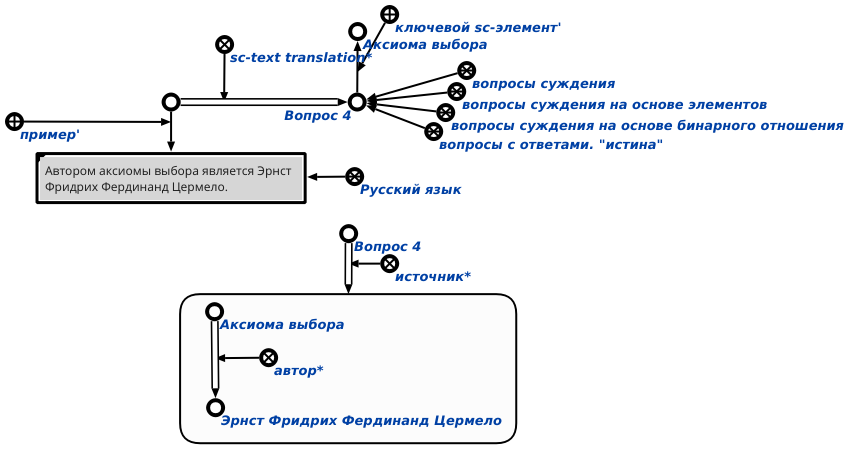 ключевой sc-элемент'
Аксиома выбора
sc-text translation*
вопросы суждения
вопросы суждения на основе элементов
Вопрос 4
вопросы суждения на основе бинарного отношения
пример'
вопросы с ответами. "истина"
Автором аксиомы выбора является Эрнст
Фридрих Фердинанд Цермело.
Русский язык
Вопрос 4
источник*
Аксиома выбора
автор*
Эрнст Фридрих Фердинанд Цермело